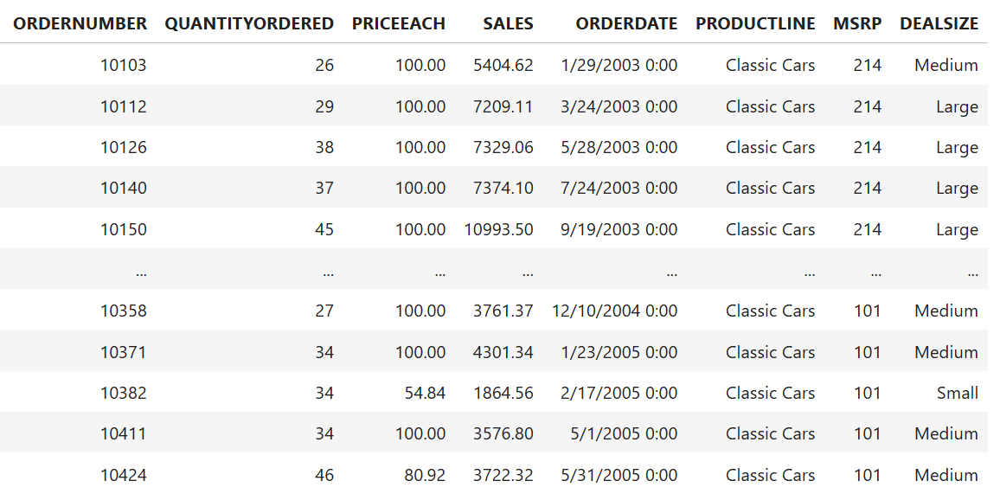 ORDERNUMBER QUANTITYORDERED PRICEEACH SALES ORDERDATE PRODUCTLINE MSRP DEALSIZE
10103 26 100.00 5404.62 1/29/2003 0:00 Classic Cars 214 Medium
10112 29 100.00 7209.11 3/24/2003 0:00 Classic Cars 214 Large
10126 38 100.00 7329.06 5/28/2003 0:00 Classic Cars 214 Large
10140 37 100.00 7374.10 7/24/2003 0:00 Classic Cars 214 Large
10150 45 100.00 10993.50 9/19/2003 0:00 Classic Cars 214 Large
... ... ... ... ... ... ... ...
10358 27 100.00 3761.37 12/10/2004 0:00 Classic Cars 101 Medium
10371 34 100.00 4301.34 1/23/2005 0:00 Classic Cars 101 Medium
10382 34 54.84 1864.56 2/17/2005 0:00 Classic Cars 101 Small
10411 34 100.00 3576.80 5/1/2005 0:00 Classic Cars 101 Medium
10424 46 80.92 3722.32 5/31/2005 0:00 Classic Cars 101 Medium